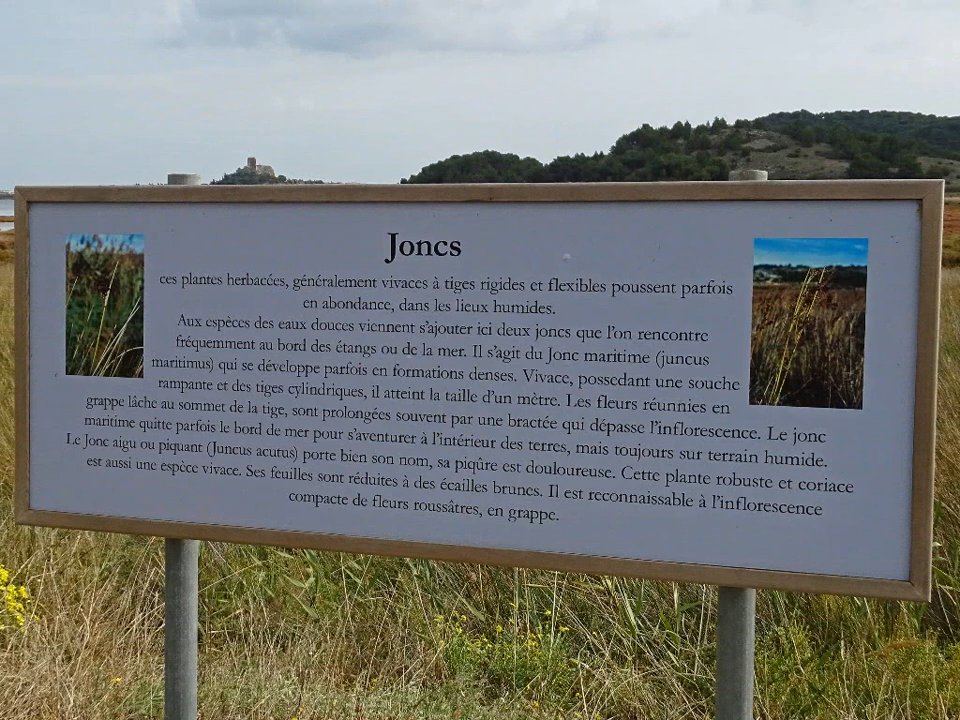 Joncs
ces plantes herbacées, généralement vivaces à tiges rigides et flexibles poussent parfois
en abondance, dans les lieux humides.
Aux espèces des eaux douces viennent s'ajouter ici deux joncs que l'on rencontre
fréquemment au bord des étangs ou de la mer. Il s'agit du Jonc maritime (juncus
maritimus) qui se développe parfois en formations denses. Vivace, possedant une souche
rampante et des tiges cylindriques, il atteint la taille d'un mètre. Les fleurs réunnies en
grappe lâche au sommet de la tige, sont prolongées souvent par une bractée qui dépasse l'inflorescence. Le jonc
maritime quitte parfois le bord de mer pour s'aventurer à l'intérieur des terres, mais toujours sur terrain humide.
Le Jonc aigu ou piquant (Juncus acutus) porte bien son nom, sa piqûre est douloureuse. Cette plante robuste et coriace
est aussi une espèce vivace. Ses feuilles sont réduites à des écailles brunes. Il est reconnaissable à l'inflorescence
compacte de fleurs roussâtres, en grappe.